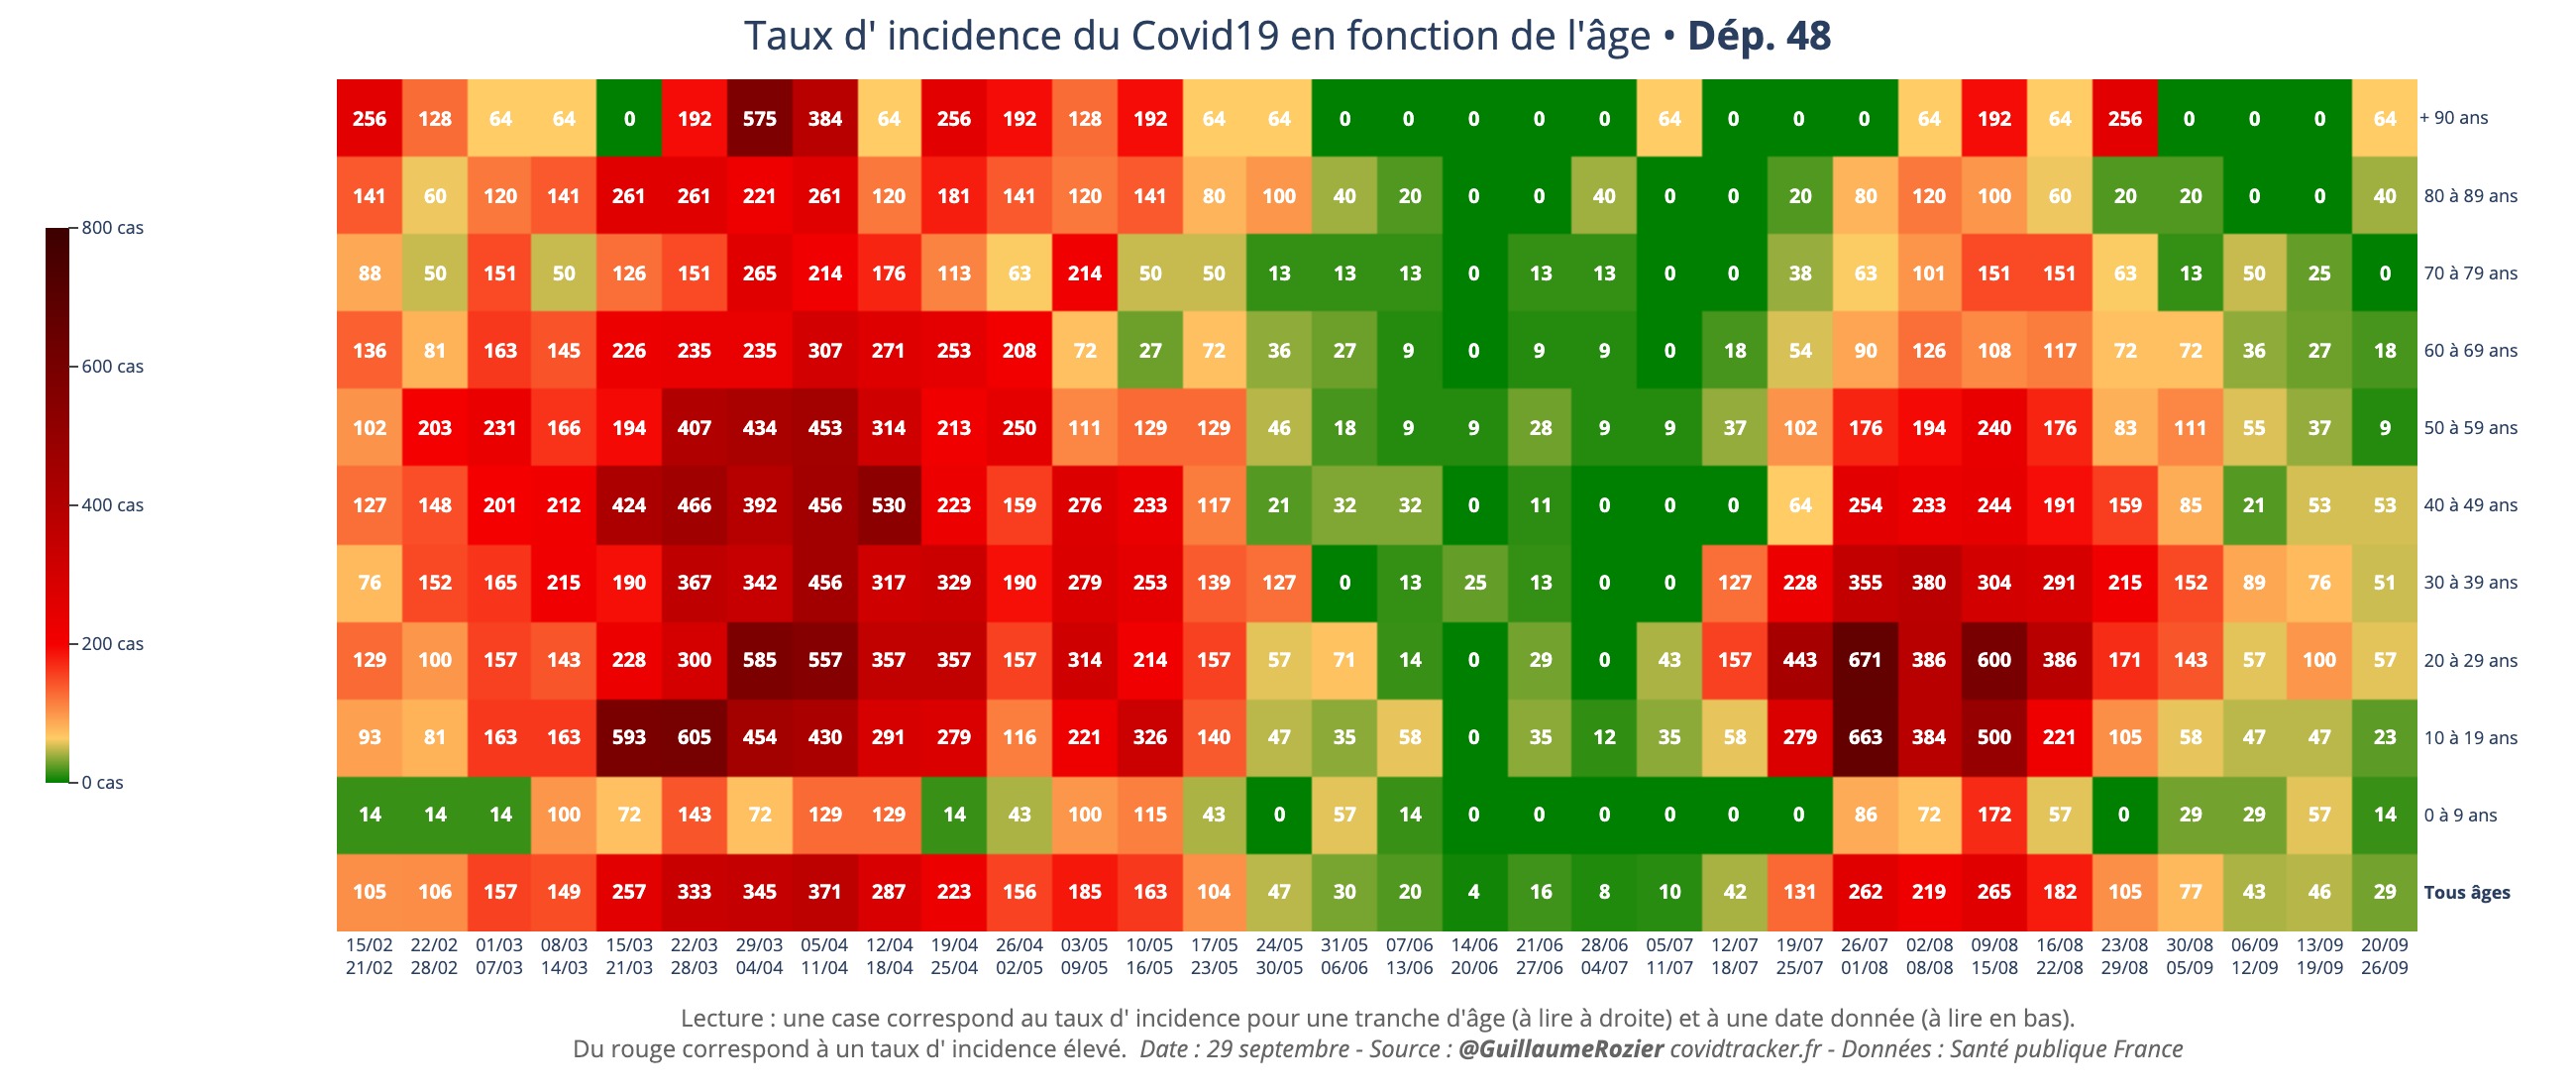 Taux d' incidence du Covid19 en fonction de l'âge • Dép. 48
800 cas
600 cas
400 cas
200 cas
0 cas
256 128 64 64 0 192 575 384 64 256 192 128 192 64 64 0 0 0 0 0 64 0 0 0 64 192 64 256 0 0 0 64 + 90 ans
141 60 120 141 261 261 221 261 120 181 141 120 141 80 100 40 20 0 0 40 0 0 20 80 120 100 60 20 20 0 0 40 80 à 89 ans
88 50 151 50 126 151 265 214 176 113 63 214 50 50 13 13 13 0 13 13 0 0 38 63 101 151 151 63 13 50 25 0 70 à 79 ans
136 81 163 145 226 235 235 307 271 253 208 72 27 72 36 27 9 0 9 9 0 18 54 90 126 108 117 72 72 36 27 18 60 à 69 ans
102 203 231 166 194 407 434 453 314 213 250 111 129 129 46 18 9 9 28 9 9 37 102 176 194 240 176 83 111 55 37 9 50 à 59 ans
127 148 201 212 424 466 392 456 530 223 159 276 233 117 21 32 32 0 11 0 0 0 64 254 233 244 191 159 85 21 53 53 40 à 49 ans
76 152 165 215 190 367 342 456 317 329 190 279 253 139 127 0 13 25 13 0 0 127 228 355 380 304 291 215 152 89 76 51 30 à 39 ans
129 100 157 143 228 300 585 557 357 357 157 314 214 157 57 71 14 0 29 0 43 157 443 671 386 600 386 171 143 57 100 57 20 à 29 ans
93 81 163 163 593 605 454 430 291 279 116 221 326 140 47 35 58 0 35 12 35 58 279 663 384 500 221 105 58 47 47 23 10 à 19 ans
14 14 14 100 72 143 72 129 129 14 43 100 115 43 0 57 14 0 0 0 0 0 0 86 72 172 57 0 29 29 57 14 0 à 9 ans
105 106 157 149 257 333 345 371 287 223 156 185 163 104 47 30 20 4 16 8 10 42 131 262 219 265 182 105 77 43 46 29 Tous âges
15/02 22/02 01/03 08/03 15/03 22/03 29/03 05/04 12/04 19/04 26/04 03/05 10/05 17/05 24/05 31/05 07/06 14/06 21/06 28/06 05/07 12/07 19/07 26/07 02/08 09/08 16/08 23/08 30/08 06/09 13/09 20/09
21/02 28/02 07/03 14/03 21/03 28/03 04/04 11/04 18/04 25/04 02/05 09/05 16/05 23/05 30/05 06/06 13/06 20/06 27/06 04/07 11/07 18/07 25/07 01/08 08/08 15/08 22/08 29/08 05/09 12/09 19/09 26/09
Lecture : une case correspond au taux d' incidence pour une tranche d'âge (à lire à droite) et à une date donnée (à lire en bas).
Du rouge correspond à un taux d' incidence élevé. Date : 29 septembre - Source : @GuillaumeRozier covidtracker.fr - Données : Santé publique France